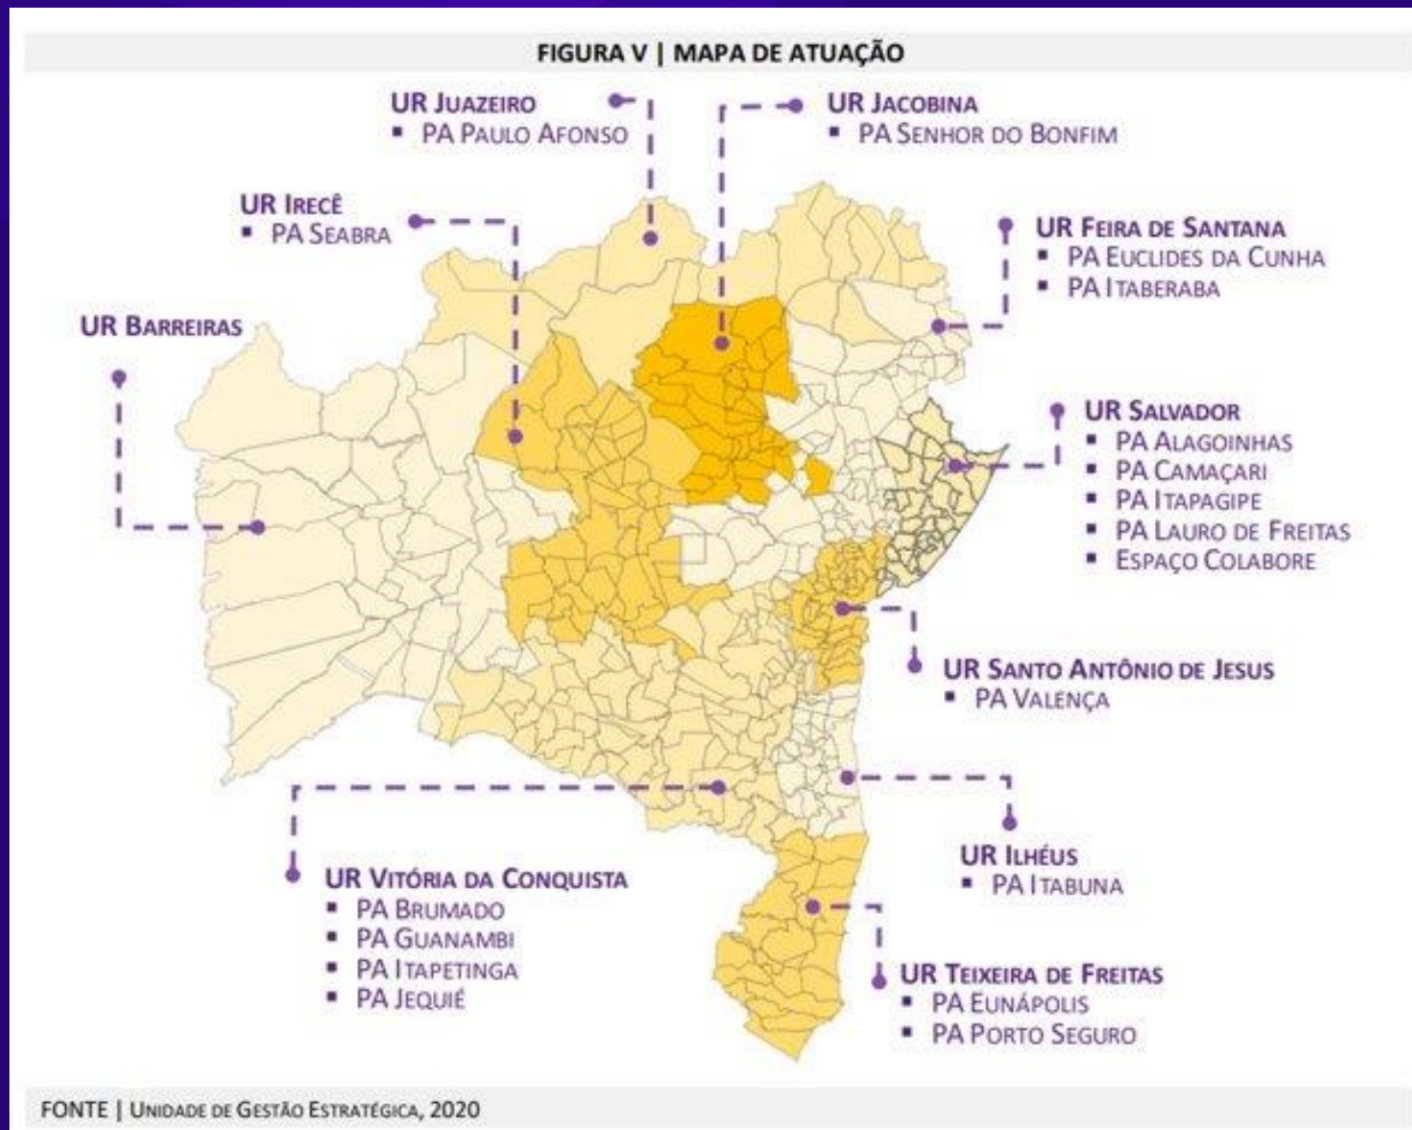 FIGURA V | MAPA DE ATUAÇÃO
UR JUAZEIRO
▪ PA PAULO AFONSO
UR JACOBINA
▪ PA SENHOR DO BONFIM
UR IRECÊ
▪ PA SEABRA
UR FEIRA DE SANTANA
▪ PA EUCLIDES DA CUNHA
▪ PA ITABERABA
UR BARREIRAS
UR SALVADOR
▪ PA ALAGOINHAS
▪ PA CAMAÇARI
▪ PA ITAPAGIPE
▪ PA LAURO DE FREITAS
▪ ESPAÇO COLABORE
UR SANTO ANTÔNIO DE JESUS
▪ PA VALENÇA
UR ILHÉUS
▪ PA ITABUNA
UR VITÓRIA DA CONQUISTA
▪ PA BRUMADO
▪ PA GUANAMBI
▪ PA ITAPETINGA
▪ PA JEQUIÉ
UR TEIXEIRA DE FREITAS
▪ PA EUNÁPOLIS
▪ PA PORTO SEGURO
FONTE | UNIDADE DE GESTÃO ESTRATÉGICA, 2020